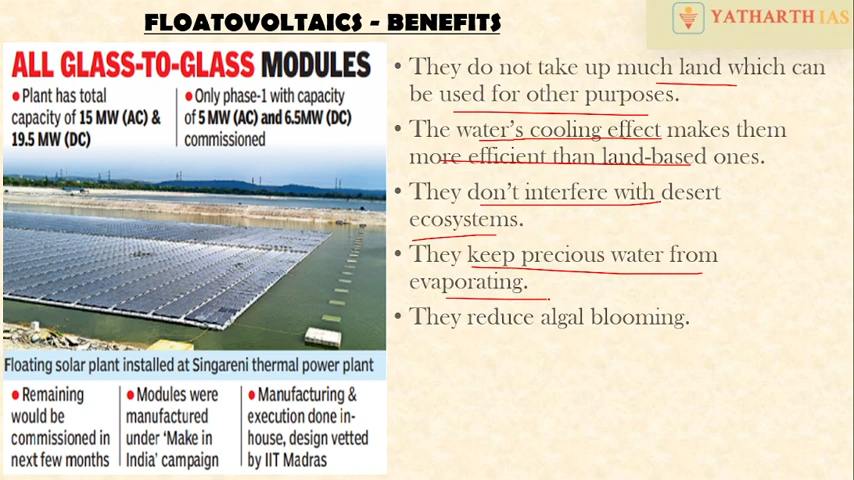 FLOATOVOLTAICS - BENEFITS
YATHARTH IAS
ALL GLASS-TO-GLASS MODULES
• Plant has total
capacity of 15 MW (AC) &
19.5 MW (DC)
• Only phase-1 with capacity
of 5 MW (AC) and 6.5MW (DC)
commissioned
Floating solar plant installed at Singareni thermal power plant
• Remaining
would be
commissioned in
next few months
• Modules were
manufactured
under ‘Make in
India’ campaign
• Manufacturing &
execution done in-
house, design vetted
by IIT Madras
• They do not take up much land which can
be used for other purposes.
• The water’s cooling effect makes them
more efficient than land-based ones.
• They don’t interfere with desert
ecosystems.
• They keep precious water from
evaporating.
• They reduce algal blooming.